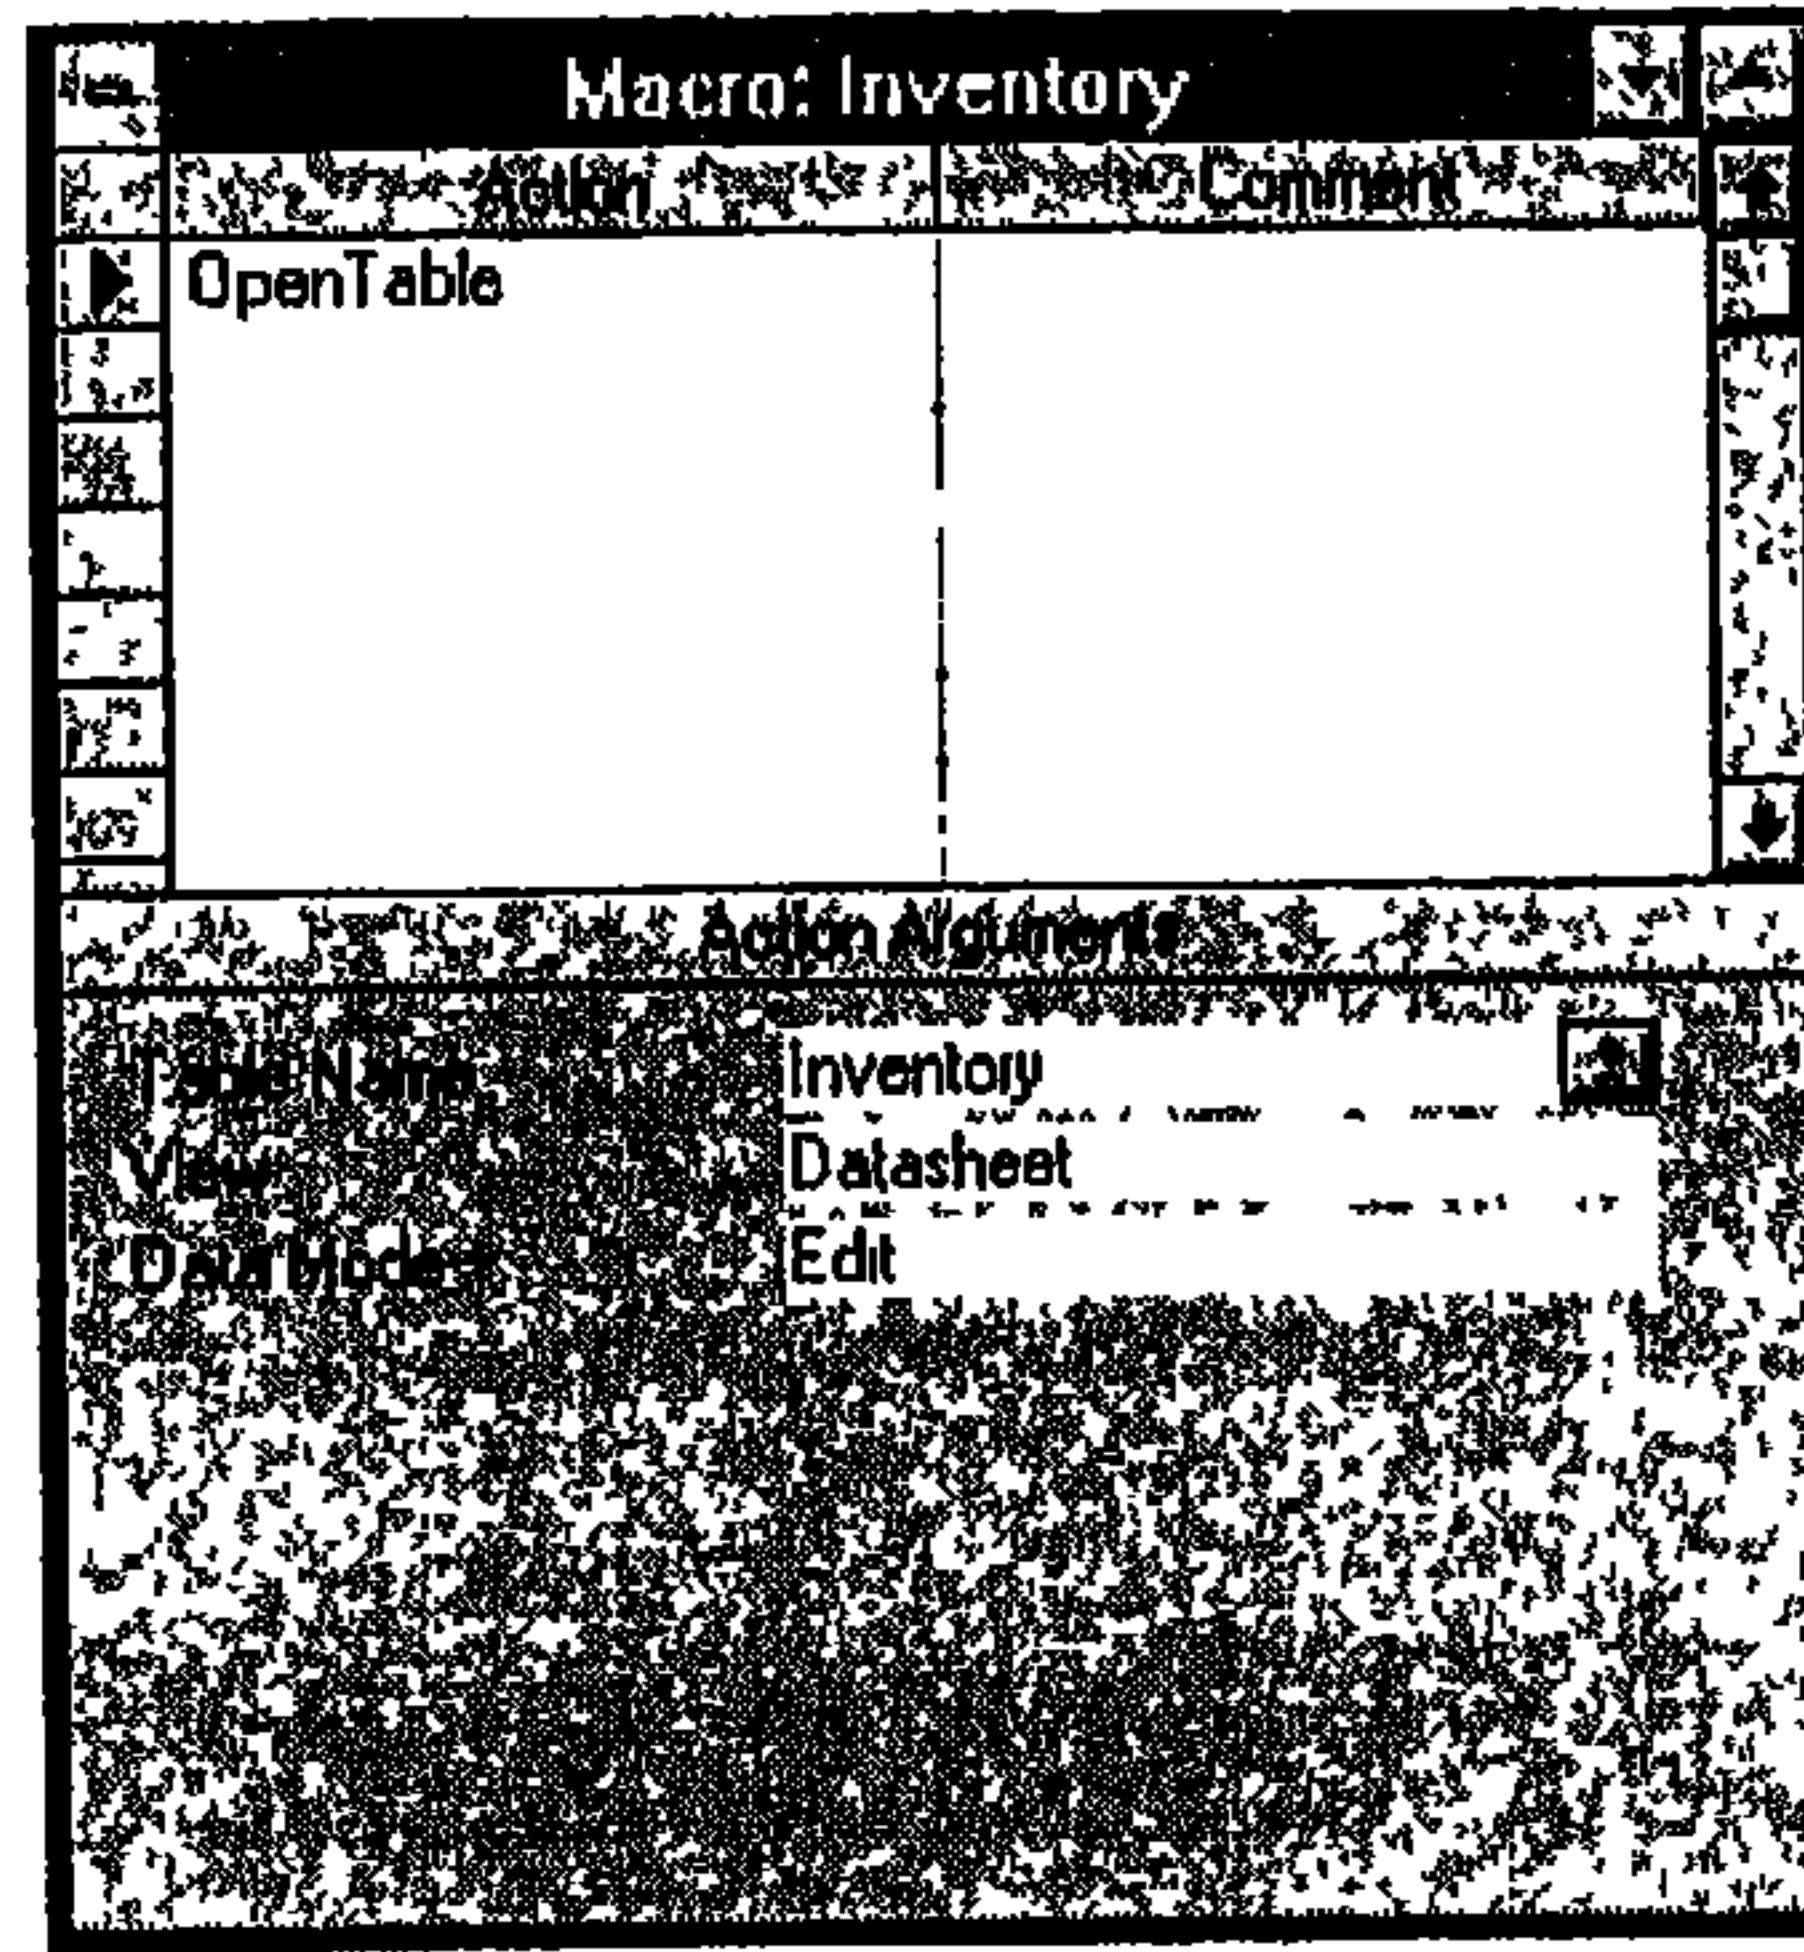 Macro: Inventory
Action Comment
OpenTable
Action Arguments
Table Name Inventory
View Datasheet
Data Mode Edit